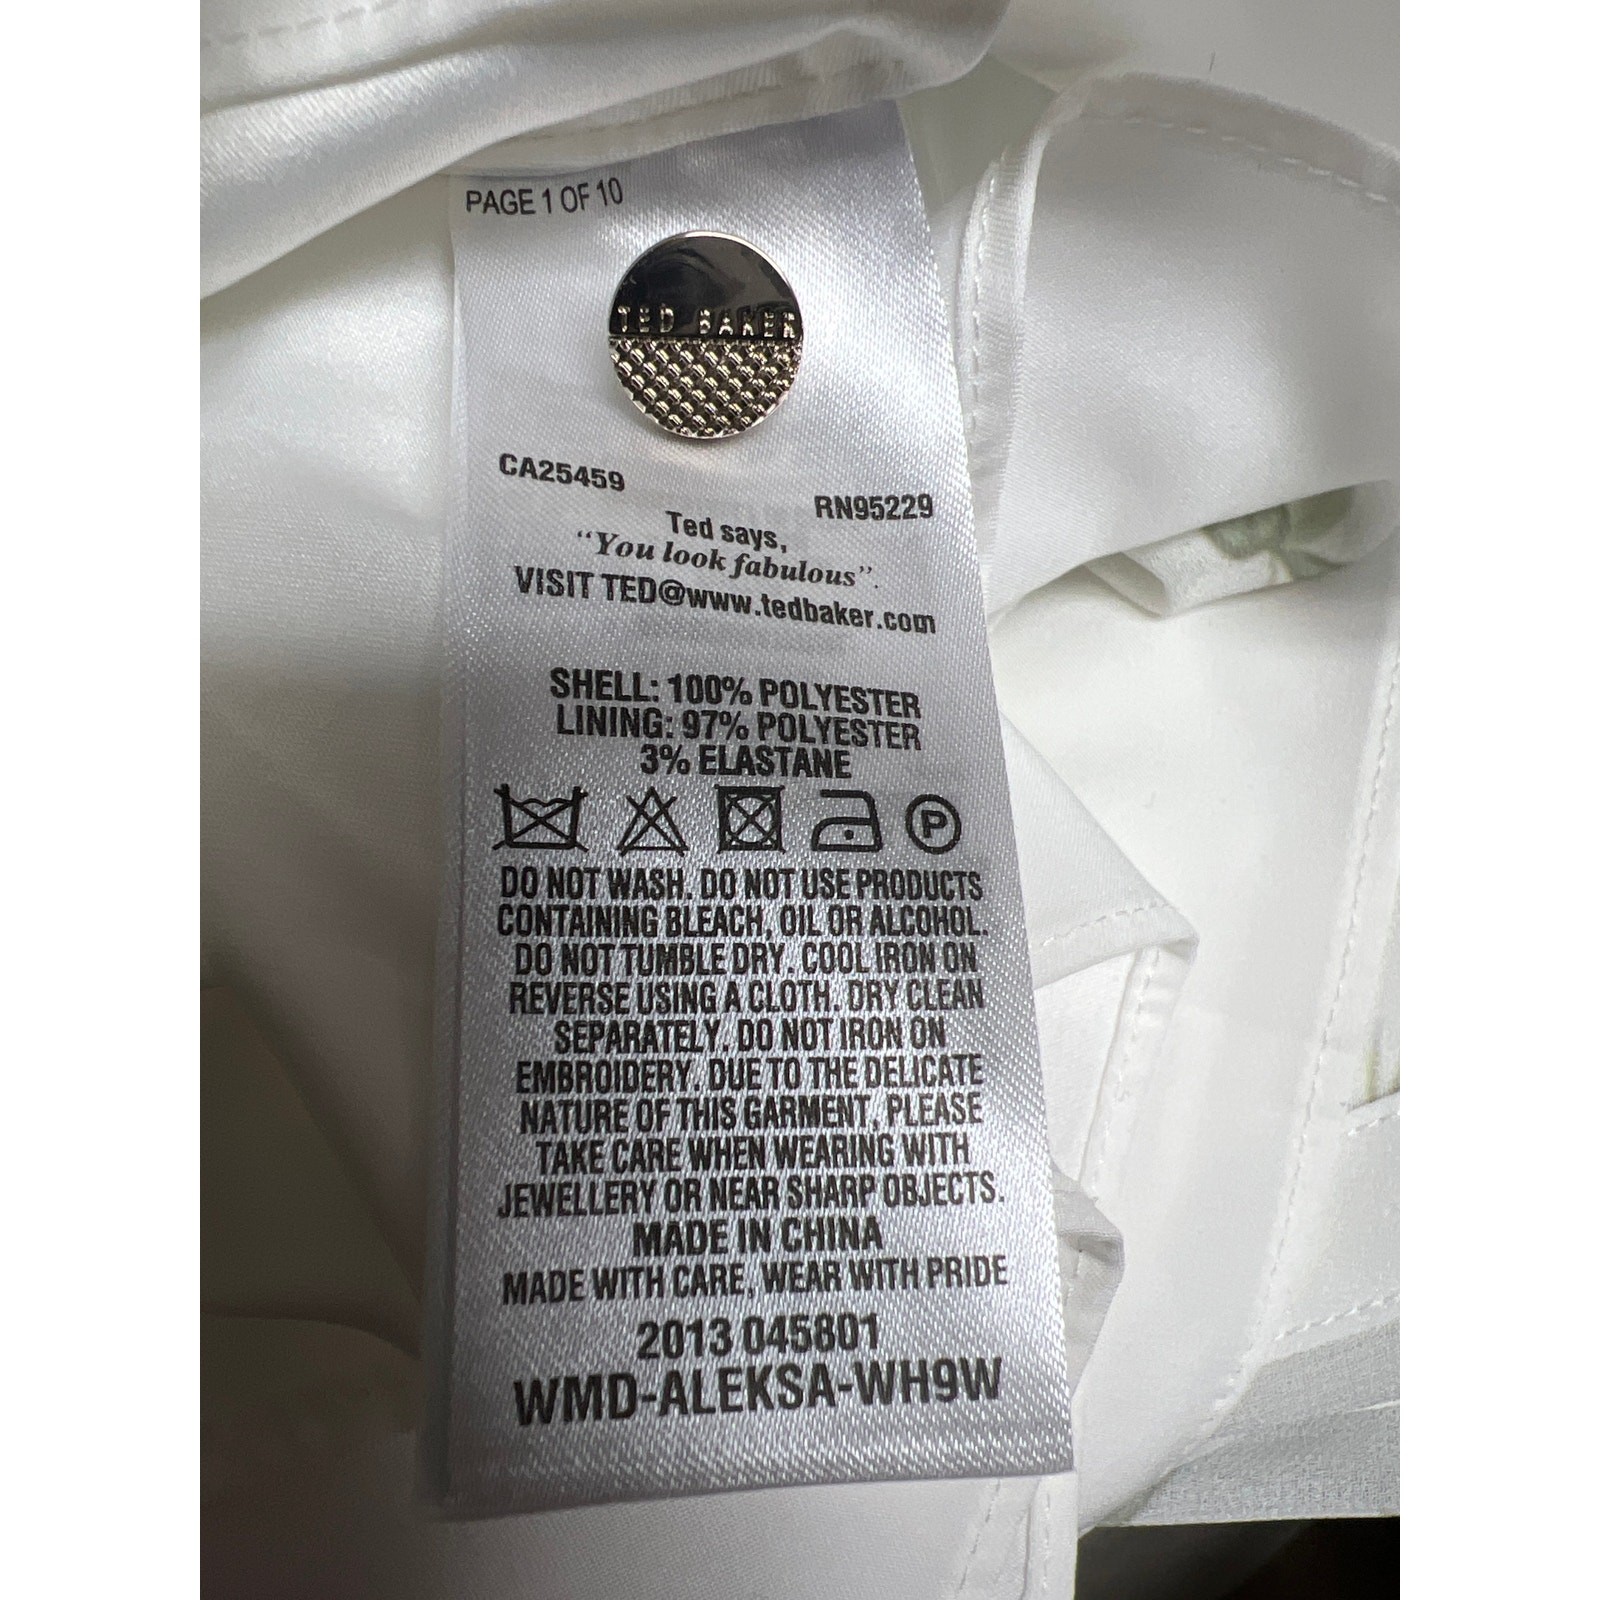 PAGE 1 OF 10
TED BAKER
CA25459
RN95229
Ted says,
"You look fabulous".
VISIT TED@www.tedbaker.com
SHELL: 100% POLYESTER
LINING: 97% POLYESTER
3% ELASTANE
P
DO NOT WASH. DO NOT USE PRODUCTS
CONTAINING BLEACH, OIL OR ALCOHOL.
DO NOT TUMBLE DRY. COOL IRON ON
REVERSE USING A CLOTH. DRY CLEAN
SEPARATELY. DO NOT IRON ON
EMBROIDERY. DUE TO THE DELICATE
NATURE OF THIS GARMENT, PLEASE
TAKE CARE WHEN WEARING WITH
JEWELLERY OR NEAR SHARP OBJECTS.
MADE IN CHINA
MADE WITH CARE, WEAR WITH PRIDE
2013 045801
WMD-ALEKSA-WH9W